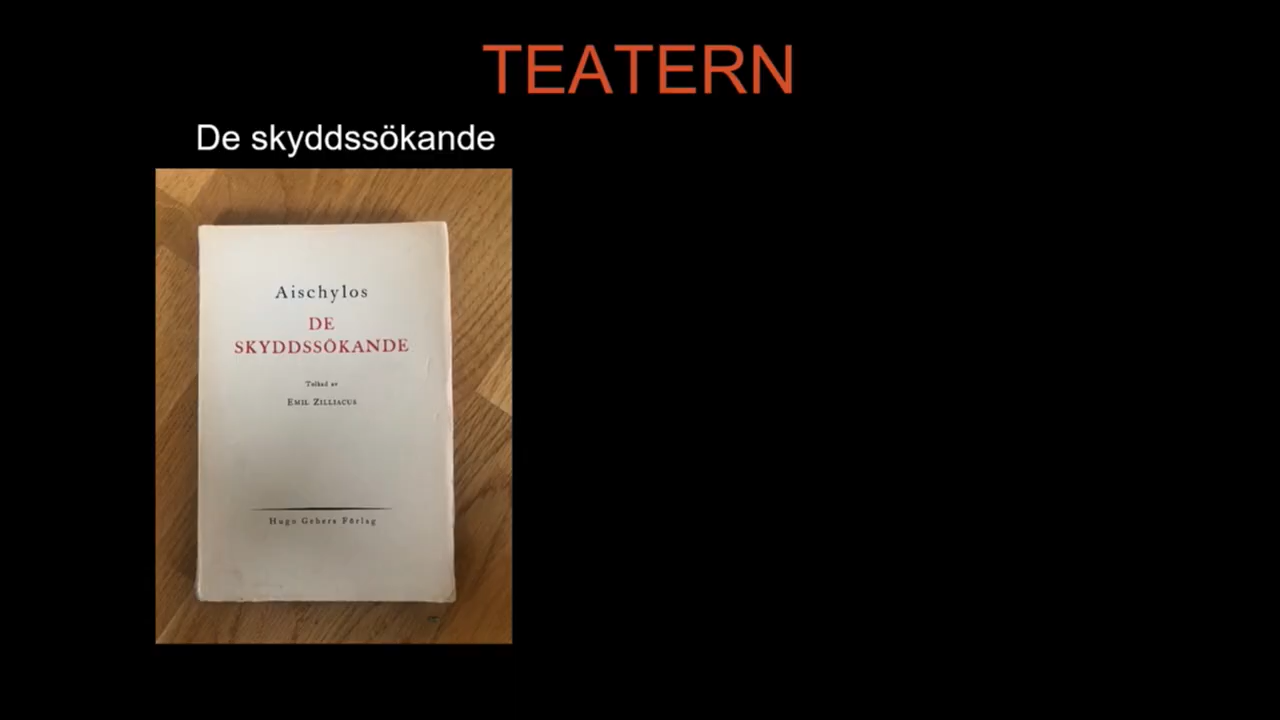 TEATERN
De skyddssökande
Aischylos
DE
SKYDDSSÖKANDE
Tolkad av
EMIL ZILLIACUS
Hugo Gebers Förlag